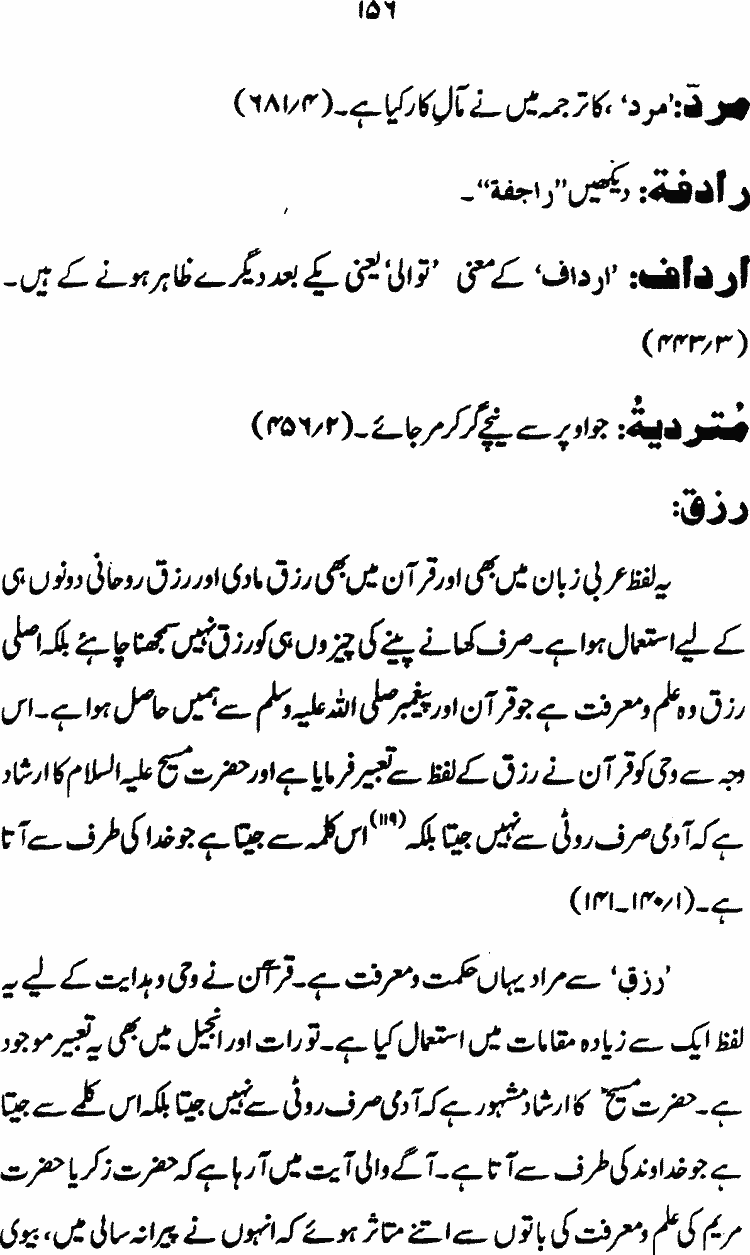 ۱۵۶
مردّ: ’مرد‘، کا ترجمہ میں نے مآلِ کار کیا ہے۔(۴؍۶۸۱)
رادفة: دیکھیں ”راجفة“۔
ارداف: ’ارداف‘ کے معنی ’توالی‘ یعنی یکے بعد دیگرے ظاہر ہونے کے ہیں۔
(۳؍۴۴۳)
مُتردیةُ: جو اوپر سے نیچے گر کر مر جائے۔(۲؍۴۵۶)
رزق:
یہ لفظ عربی زبان میں بھی اور قرآن میں بھی رزق مادی اور رزق روحانی دونوں ہی
کے لیے استعمال ہوا ہے۔صرف کھانے پینے کی چیزوں ہی کو رزق نہیں سمجھنا چاہئے بلکہ اصلی
رزق وہ علم و معرفت ہے جو قرآن اور پیغمبر صلی اللہ علیہ وسلم سے ہمیں حاصل ہوا ہے۔اس
وجہ سے وحی کو قرآن نے رزق کے لفظ سے تعبیر فرمایا ہے اور حضرت مسیح علیہ السلام کا ارشاد
ہے کہ آدمی صرف روٹی سے نہیں جیتا بلکہ (۱۱۹) اس کلمہ سے جیتا ہے جو خدا کی طرف سے آتا
ہے۔(۱؍۱۴۰۔۱۴۱)
’رزق‘ سے مراد یہاں حکمت و معرفت ہے۔قرآن نے وحی و ہدایت کے لیے یہ
لفظ ایک سے زیادہ مقامات میں استعمال کیا ہے۔تورات اور انجیل میں بھی یہ تعبیر موجود
ہے۔حضرت مسیحؑ کا ارشاد مشہور ہے کہ آدمی صرف روٹی سے نہیں جیتا بلکہ اس کلمے سے جیتا
ہے جو خداوند کی طرف سے آتا ہے۔آگے والی آیت میں آ رہا ہے کہ حضرت زکریا حضرت
مریم کی علم و معرفت کی باتوں سے اتنے متاثر ہوئے کہ انہوں نے پیرانہ سالی میں، بیوی